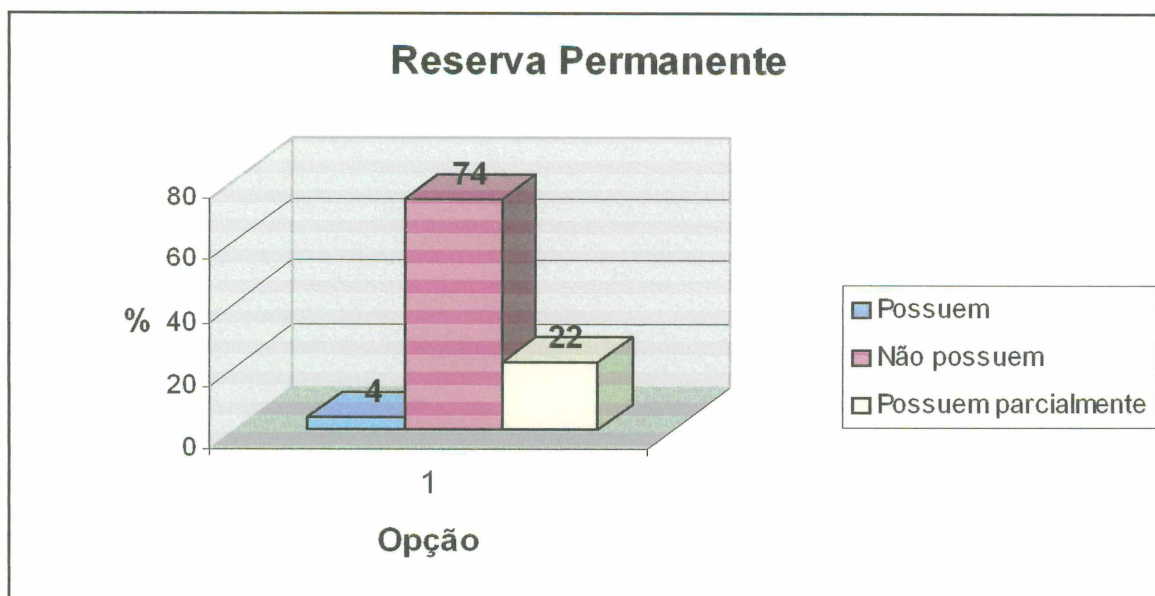 Reserva Permanente
74
80
60
%
40
22
4
20
0
1
Opção
Possuem
Não possuem
Possuem parcialmente